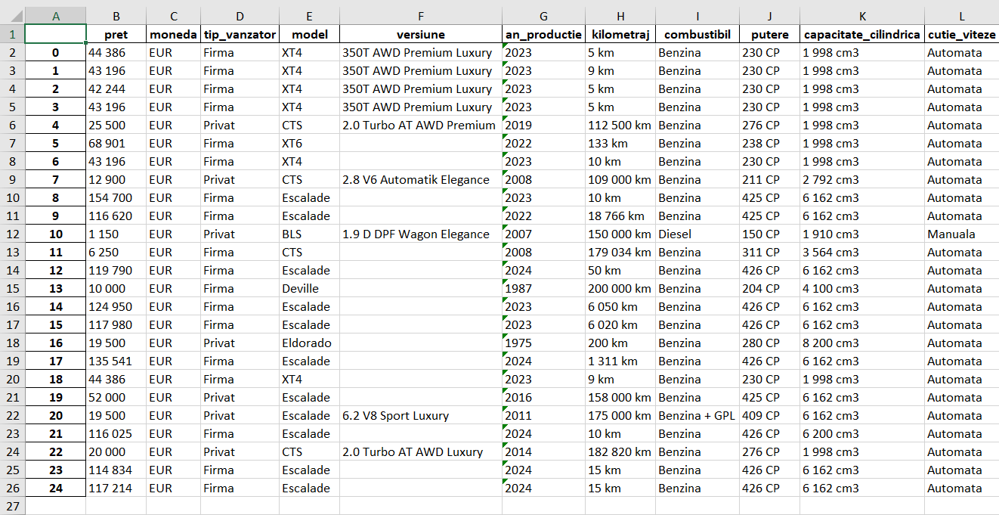 A B C D E F G H I J K L
1 pret moneda tip_vanzator model versiune an_productie kilometraj combustibil putere capacitate_cilindrica cutie_viteze
2 0 44 386 EUR Firma XT4 350T AWD Premium Luxury 2023 5 km Benzina 230 CP 1 998 cm3 Automata
3 1 43 196 EUR Firma XT4 350T AWD Premium Luxury 2023 9 km Benzina 230 CP 1 998 cm3 Automata
4 2 42 244 EUR Firma XT4 350T AWD Premium Luxury 2023 5 km Benzina 230 CP 1 998 cm3 Automata
5 3 43 196 EUR Firma XT4 350T AWD Premium Luxury 2023 5 km Benzina 230 CP 1 998 cm3 Automata
6 4 25 500 EUR Privat CTS 2.0 Turbo AT AWD Premium 2019 112 500 km Benzina 276 CP 1 998 cm3 Automata
7 5 68 901 EUR Firma XT6 2022 133 km Benzina 238 CP 1 998 cm3 Automata
8 6 43 196 EUR Firma XT4 2023 10 km Benzina 230 CP 1 998 cm3 Automata
9 7 12 900 EUR Privat CTS 2.8 V6 Automatik Elegance 2008 109 000 km Benzina 211 CP 2 792 cm3 Automata
10 8 154 700 EUR Firma Escalade 2023 10 km Benzina 425 CP 6 162 cm3 Automata
11 9 116 620 EUR Firma Escalade 2022 18 766 km Benzina 425 CP 6 162 cm3 Automata
12 10 1 150 EUR Privat BLS 1.9 D DPF Wagon Elegance 2007 150 000 km Diesel 150 CP 1 910 cm3 Manuala
13 11 6 250 EUR Firma CTS 2008 179 034 km Benzina 311 CP 3 564 cm3 Automata
14 12 119 790 EUR Firma Escalade 2024 50 km Benzina 426 CP 6 162 cm3 Automata
15 13 10 000 EUR Firma Deville 1987 200 000 km Benzina 204 CP 4 100 cm3 Automata
16 14 124 950 EUR Firma Escalade 2023 6 050 km Benzina 426 CP 6 162 cm3 Automata
17 15 117 980 EUR Firma Escalade 2023 6 020 km Benzina 426 CP 6 162 cm3 Automata
18 16 19 500 EUR Privat Eldorado 1975 200 km Benzina 280 CP 8 200 cm3 Automata
19 17 135 541 EUR Firma Escalade 2024 1 311 km Benzina 426 CP 6 162 cm3 Automata
20 18 44 386 EUR Firma XT4 2023 9 km Benzina 230 CP 1 998 cm3 Automata
21 19 52 000 EUR Privat Escalade 2016 158 000 km Benzina 425 CP 6 162 cm3 Automata
22 20 19 500 EUR Privat Escalade 6.2 V8 Sport Luxury 2011 175 000 km Benzina + GPL 409 CP 6 162 cm3 Automata
23 21 116 025 EUR Firma Escalade 2024 10 km Benzina 426 CP 6 200 cm3 Automata
24 22 20 000 EUR Privat CTS 2.0 Turbo AT AWD Luxury 2014 182 820 km Benzina 276 CP 1 998 cm3 Automata
25 23 114 834 EUR Firma Escalade 2024 15 km Benzina 426 CP 6 162 cm3 Automata
26 24 117 214 EUR Firma Escalade 2024 15 km Benzina 426 CP 6 162 cm3 Automata
27